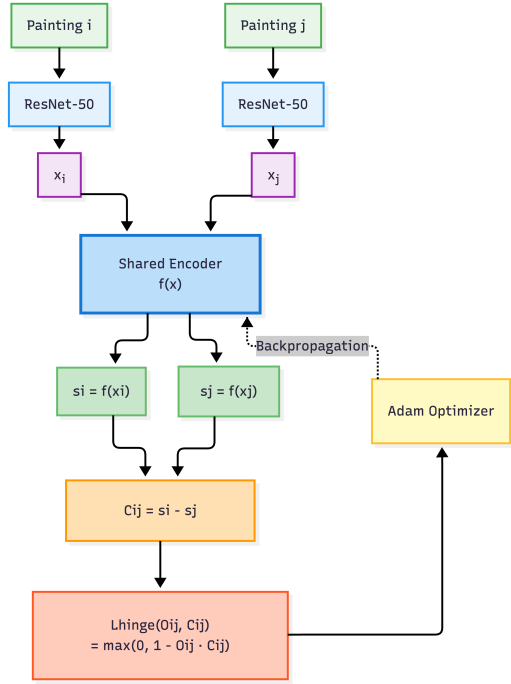 Painting i
Painting j
ResNet-50
ResNet-50
xi
xj
Shared Encoder
f(x)
Backpropagation
si = f(xi)
sj = f(xj)
Adam Optimizer
Cij = si - sj
Lhinge(Oij, Cij)
= max(0, 1 - Oij · Cij)